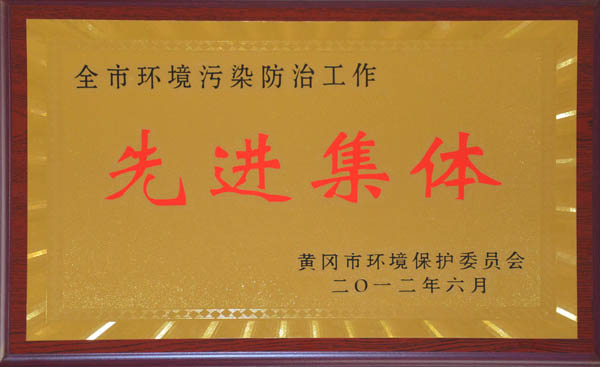 全市环境污染防治工作
先进集体
黄冈市环境保护委员会
二〇一二年六月